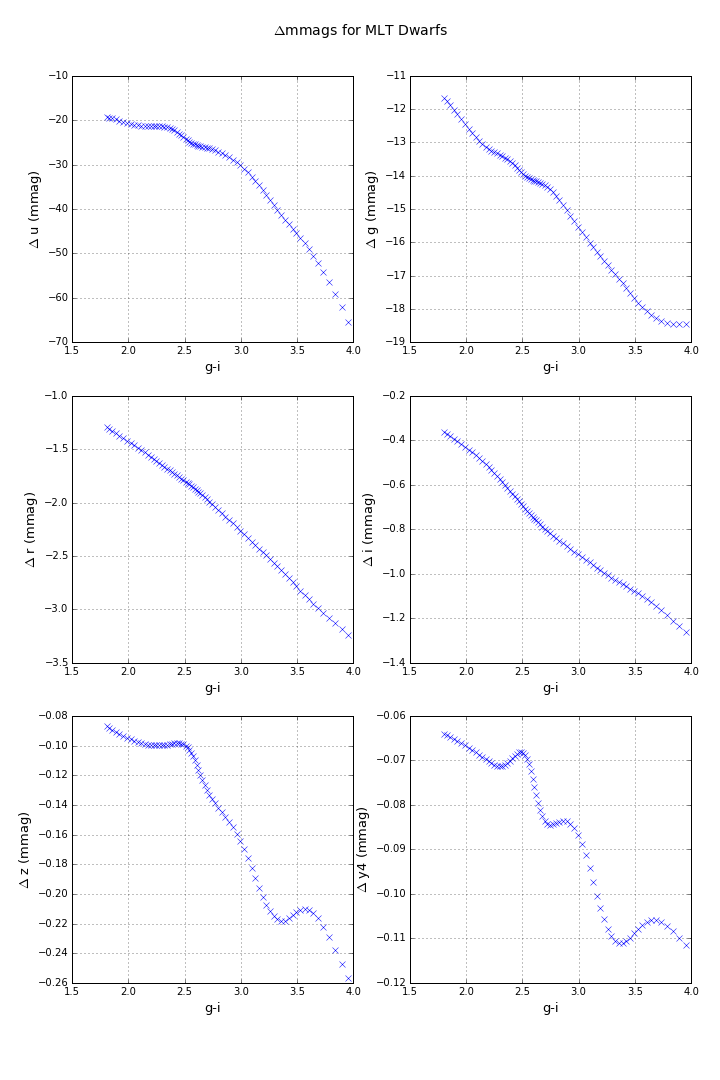 Δmmags for MLT Dwarfs
−10
−20
−30
−40
−50
−60
−70
Δ u (mmag)
1.5 2.0 2.5 3.0 3.5 4.0
g-i
−11
−12
−13
−14
−15
−16
−17
−18
−19
Δ g (mmag)
1.5 2.0 2.5 3.0 3.5 4.0
g-i
−1.0
−1.5
−2.0
−2.5
−3.0
−3.5
Δ r (mmag)
1.5 2.0 2.5 3.0 3.5 4.0
g-i
−0.2
−0.4
−0.6
−0.8
−1.0
−1.2
−1.4
Δ i (mmag)
1.5 2.0 2.5 3.0 3.5 4.0
g-i
−0.08
−0.10
−0.12
−0.14
−0.16
−0.18
−0.20
−0.22
−0.24
−0.26
Δ z (mmag)
1.5 2.0 2.5 3.0 3.5 4.0
g-i
−0.06
−0.07
−0.08
−0.09
−0.10
−0.11
−0.12
Δ y4 (mmag)
1.5 2.0 2.5 3.0 3.5 4.0
g-i